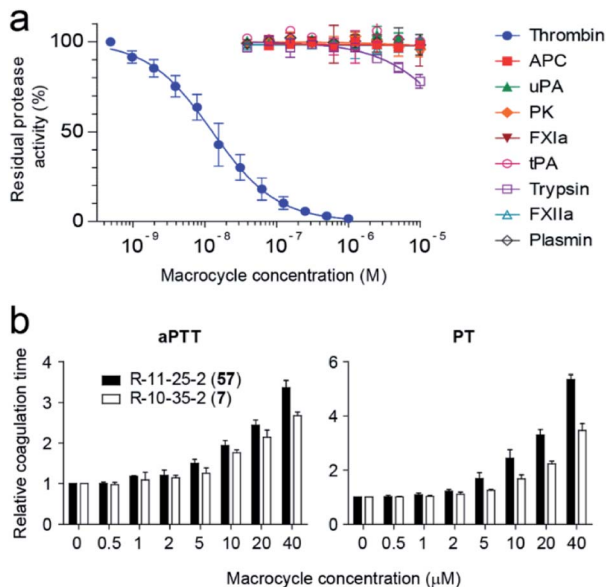 a
Residual protease
activity (%)
100
50
0
10⁻⁹ 10⁻⁸ 10⁻⁷ 10⁻⁶ 10⁻⁵
Macrocycle concentration (M)
Thrombin
APC
uPA
PK
FXIa
tPA
Trypsin
FXIIa
Plasmin
b
aPTT
Relative coagulation time
4
3
2
1
0
R-11-25-2 (57)
R-10-35-2 (7)
0 0.5 1 2 5 10 20 40
PT
6
4
2
0
0 0.5 1 2 5 10 20 40
Macrocycle concentration (μM)